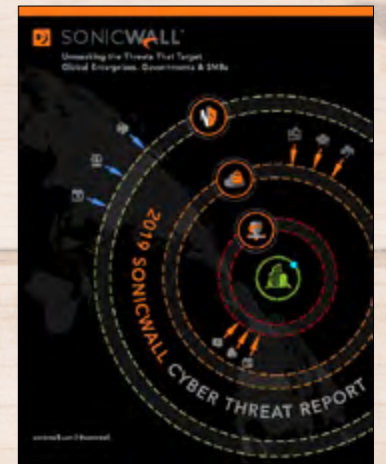 SONICWALL
Unmasking the Threats That Target
Global Enterprises, Governments & SMBs
2019 SONICWALL CYBER THREAT REPORT